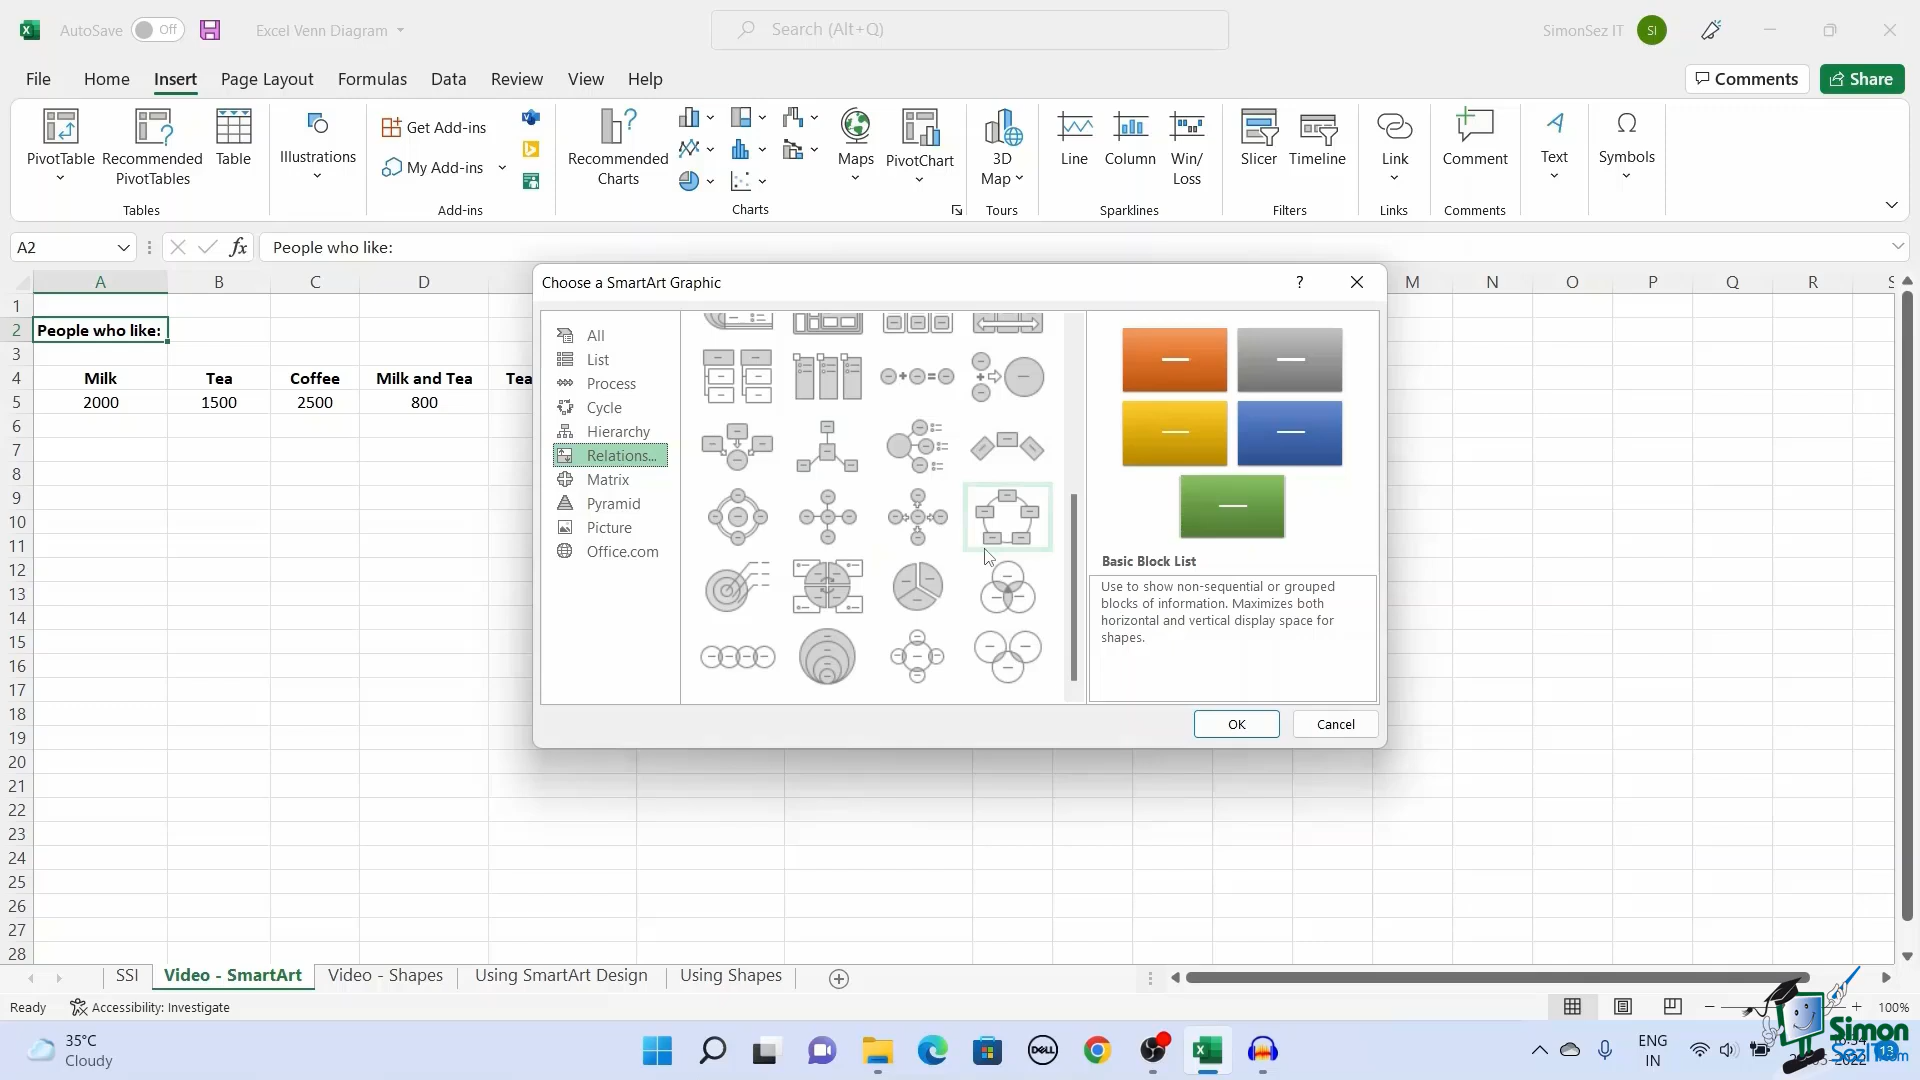 AutoSave Off Excel Venn Diagram Search (Alt+Q) SimonSez IT SI
File Home Insert Page Layout Formulas Data Review View Help Comments Share
PivotTable Recommended PivotTables Table Illustrations Get Add-ins My Add-ins Recommended Charts Maps PivotChart 3D Map Line Column Win/ Loss Slicer Timeline Link Comment Text Symbols
Tables Add-ins Charts Tours Sparklines Filters Links Comments
A2 fx People who like:
A B C D M N O P Q R
1
2 People who like:
3
4 Milk Tea Coffee Milk and Tea Tea
5 2000 1500 2500 800
6
7
8
9
10
11
12
13
14
15
16
17
18
19
20
21
22
23
24
25
26
27
28
Choose a SmartArt Graphic ?
All
List
Process
Cycle
Hierarchy
Relations...
Matrix
Pyramid
Picture
Office.com
Basic Block List
Use to show non-sequential or grouped
blocks of information. Maximizes both
horizontal and vertical display space for
shapes.
OK Cancel
SSI Video - SmartArt Video - Shapes Using SmartArt Design Using Shapes
Ready Accessibility: Investigate 100%
35°C
Cloudy
DELL
ENG
IN
Simon
SezIT.com